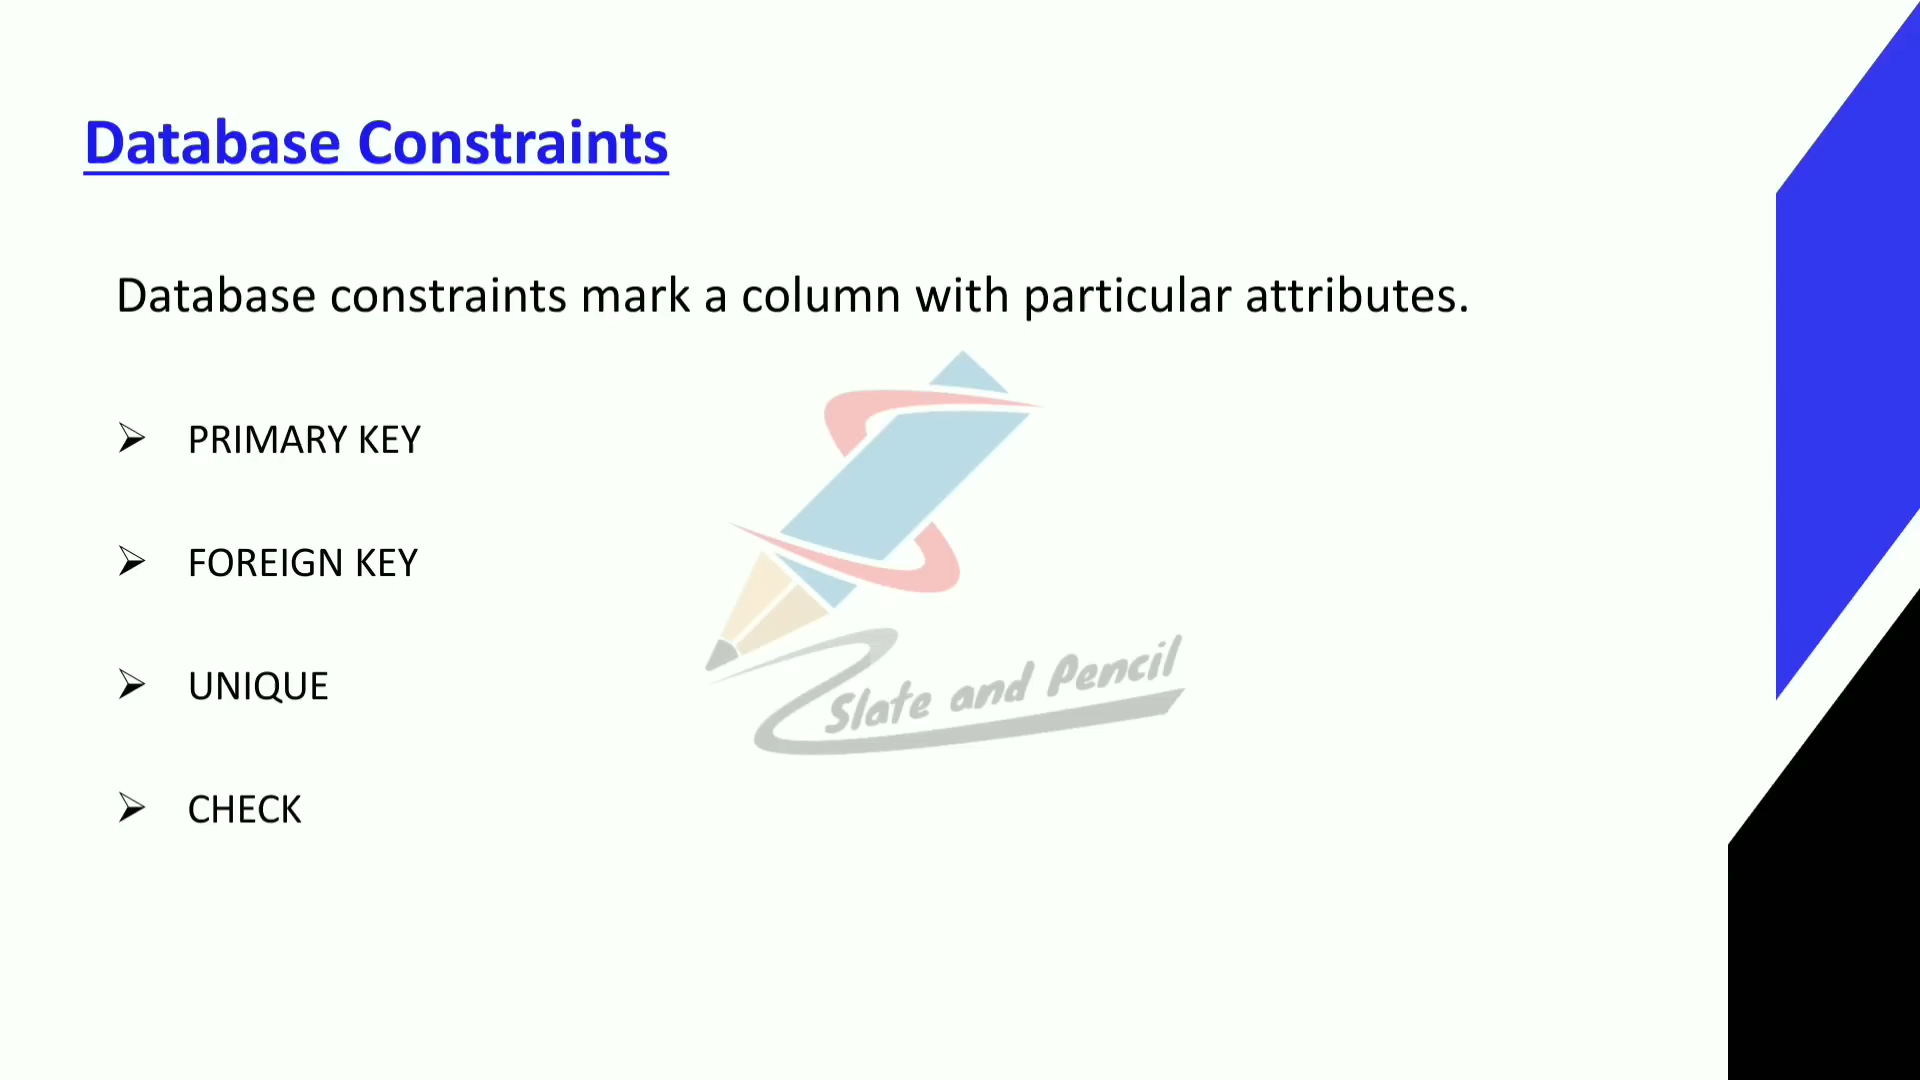 Database Constraints
Database constraints mark a column with particular attributes.
PRIMARY KEY
FOREIGN KEY
UNIQUE
CHECK
Slate and Pencil